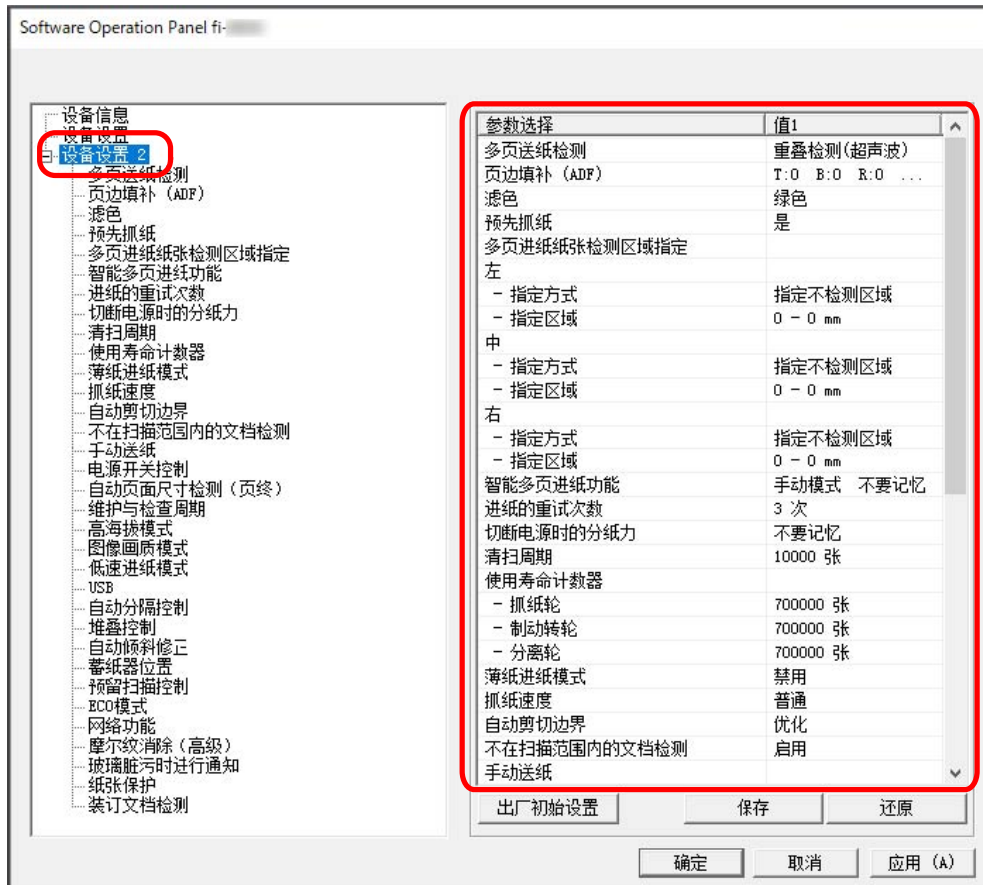 Software Operation Panel fi-
设备信息
设备设置
设备设置 2
多页送纸检测
页边填补 (ADF)
滤色
预先抓纸
多页进纸纸张检测区域指定
智能多页进纸功能
进纸的重试次数
切断电源时的分纸力
清扫周期
使用寿命计数器
薄纸进纸模式
抓纸速度
自动剪切边界
不在扫描范围内的文档检测
手动送纸
电源开关控制
自动页面尺寸检测（页终）
维护与检查周期
高海拔模式
图像画质模式
低速进纸模式
USB
自动分隔控制
堆叠控制
自动倾斜修正
蓄纸器位置
预留扫描控制
ECO模式
网络功能
摩尔纹消除（高级）
玻璃脏污时进行通知
纸张保护
装订文档检测
参数选择 值1
多页送纸检测 重叠检测(超声波)
页边填补 (ADF) T:0 B:0 R:0 ...
滤色 绿色
预先抓纸 是
多页进纸纸张检测区域指定
左
- 指定方式 指定不检测区域
- 指定区域 0 - 0 mm
中
- 指定方式 指定不检测区域
- 指定区域 0 - 0 mm
右
- 指定方式 指定不检测区域
- 指定区域 0 - 0 mm
智能多页进纸功能 手动模式 不要记忆
进纸的重试次数 3 次
切断电源时的分纸力 不要记忆
清扫周期 10000 张
使用寿命计数器
- 抓纸轮 700000 张
- 制动转轮 700000 张
- 分离轮 700000 张
薄纸进纸模式 禁用
抓纸速度 普通
自动剪切边界 优化
不在扫描范围内的文档检测 启用
手动送纸
出厂初始设置 保存 还原
确定 取消 应用 (A)